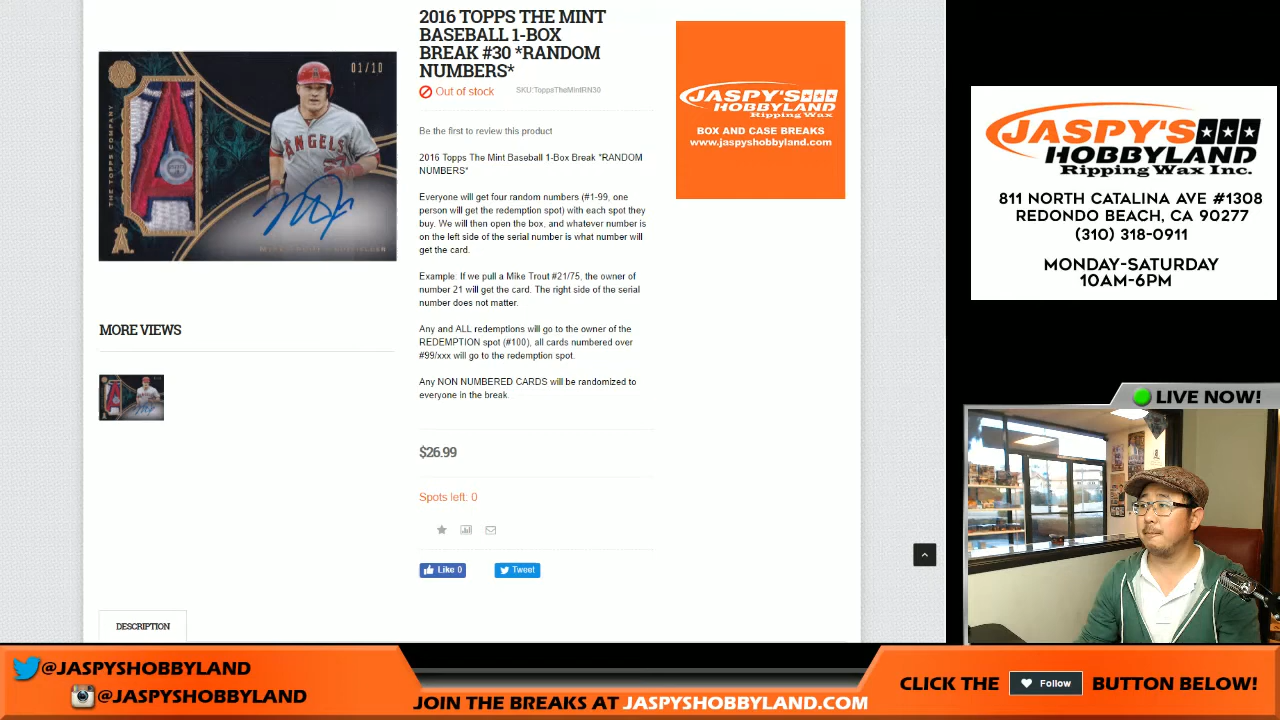 2016 TOPPS THE MINT
BASEBALL 1-BOX
BREAK #30 *RANDOM
NUMBERS*
Out of stock
SKU:ToppsTheMintRN30
Be the first to review this product
2016 Topps The Mint Baseball 1-Box Break *RANDOM
NUMBERS*
Everyone will get four random numbers (#1-99, one
person will get the redemption spot) with each spot they
buy. We will then open the box, and whatever number is
on the left side of the serial number is what number will
get the card.
Example: If we pull a Mike Trout #21/75, the owner of
number 21 will get the card. The right side of the serial
number does not matter.
Any and ALL redemptions will go to the owner of the
REDEMPTION spot (#100), all cards numbered over
#99/xxx will go to the redemption spot.
Any NON NUMBERED CARDS will be randomized to
everyone in the break.
$26.99
Spots left: 0
Like 0
Tweet
01/10
THE TOPPS COMPANY
ANGELS
A
MORE VIEWS
DESCRIPTION
JASPY'S
HOBBYLAND
Ripping Wax
BOX AND CASE BREAKS
www.jaspyshobbyland.com
JASPY'S
HOBBYLAND
Ripping Wax Inc.
811 NORTH CATALINA AVE #1308
REDONDO BEACH, CA 90277
(310) 318-0911
MONDAY-SATURDAY
10AM-6PM
LIVE NOW!
@JASPYSHOBBYLAND
@JASPYSHOBBYLAND
JOIN THE BREAKS AT JASPYSHOBBYLAND.COM
CLICK THE Follow BUTTON BELOW!